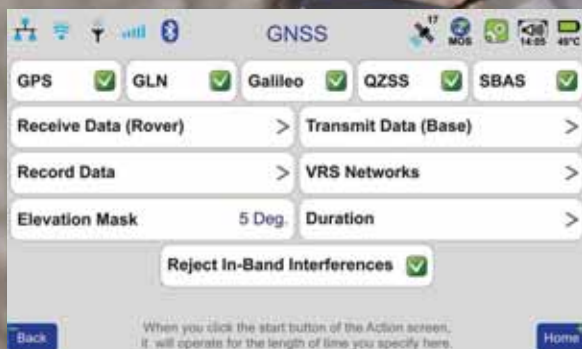 GNSS
17
MOS
14:05
49°C
GPS
GLN
Galileo
QZSS
SBAS
Receive Data (Rover) >
Transmit Data (Base) >
Record Data >
VRS Networks >
Elevation Mask 5 Deg.
Duration >
Reject In-Band Interferences
Back
When you click the start button of the Action screen,
it will operate for the length of time you specify here.
Home